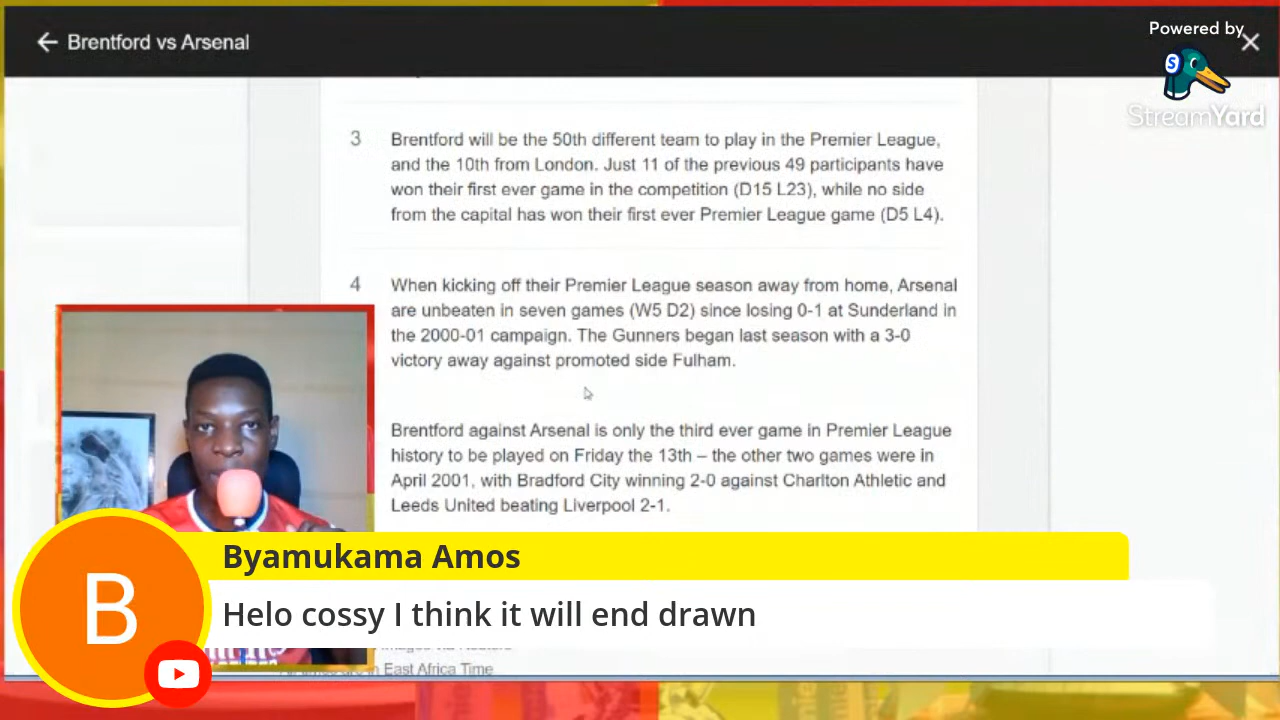 Powered by
← Brentford vs Arsenal
S
StreamYard
3 Brentford will be the 50th different team to play in the Premier League,
and the 10th from London. Just 11 of the previous 49 participants have
won their first ever game in the competition (D15 L23), while no side
from the capital has won their first ever Premier League game (D5 L4).
4 When kicking off their Premier League season away from home, Arsenal
are unbeaten in seven games (W5 D2) since losing 0-1 at Sunderland in
the 2000-01 campaign. The Gunners began last season with a 3-0
victory away against promoted side Fulham.
Brentford against Arsenal is only the third ever game in Premier League
history to be played on Friday the 13th – the other two games were in
April 2001, with Bradford City winning 2-0 against Charlton Athletic and
Leeds United beating Liverpool 2-1.
B
Byamukama Amos
Helo cossy I think it will end drawn
are in East Africa Time